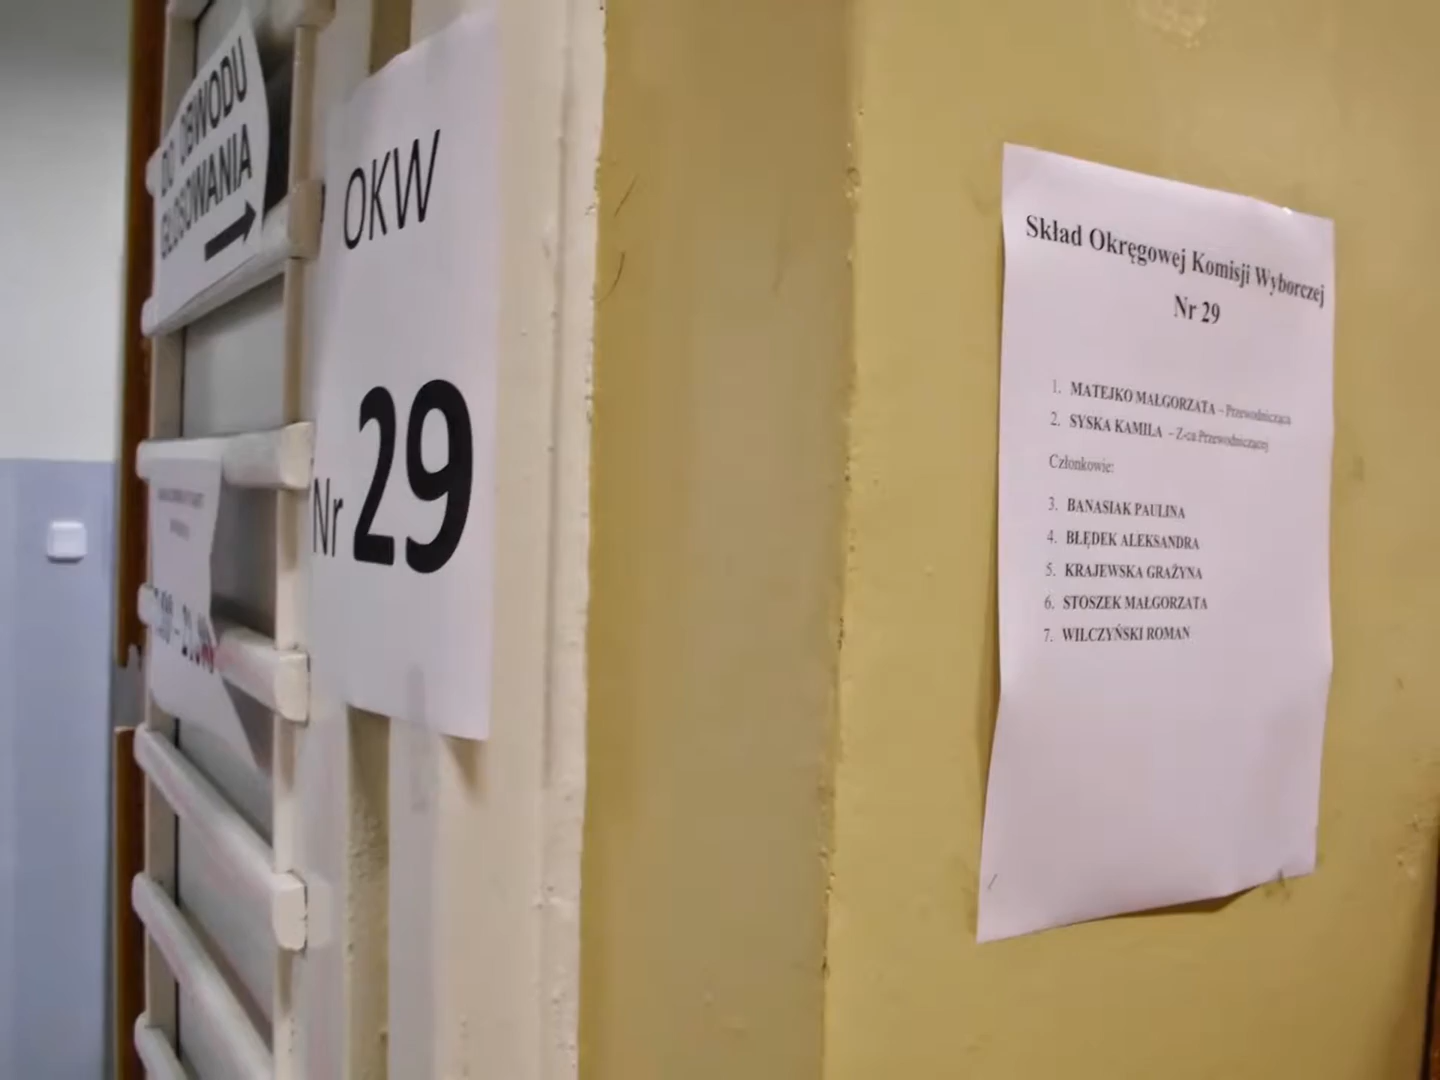 DO OBWODU
GŁOSOWANIA
OKW
Nr 29
Skład Okręgowej Komisji Wyborczej
Nr 29
1. MATEJKO MAŁGORZATA – Przewodnicząca
2. SYSKA KAMILA – Z-ca Przewodniczącej
Członkowie:
3. BANASIAK PAULINA
4. BŁĘDEK ALEKSANDRA
5. KRAJEWSKA GRAŻYNA
6. STOSZEK MAŁGORZATA
7. WILCZYŃSKI ROMAN